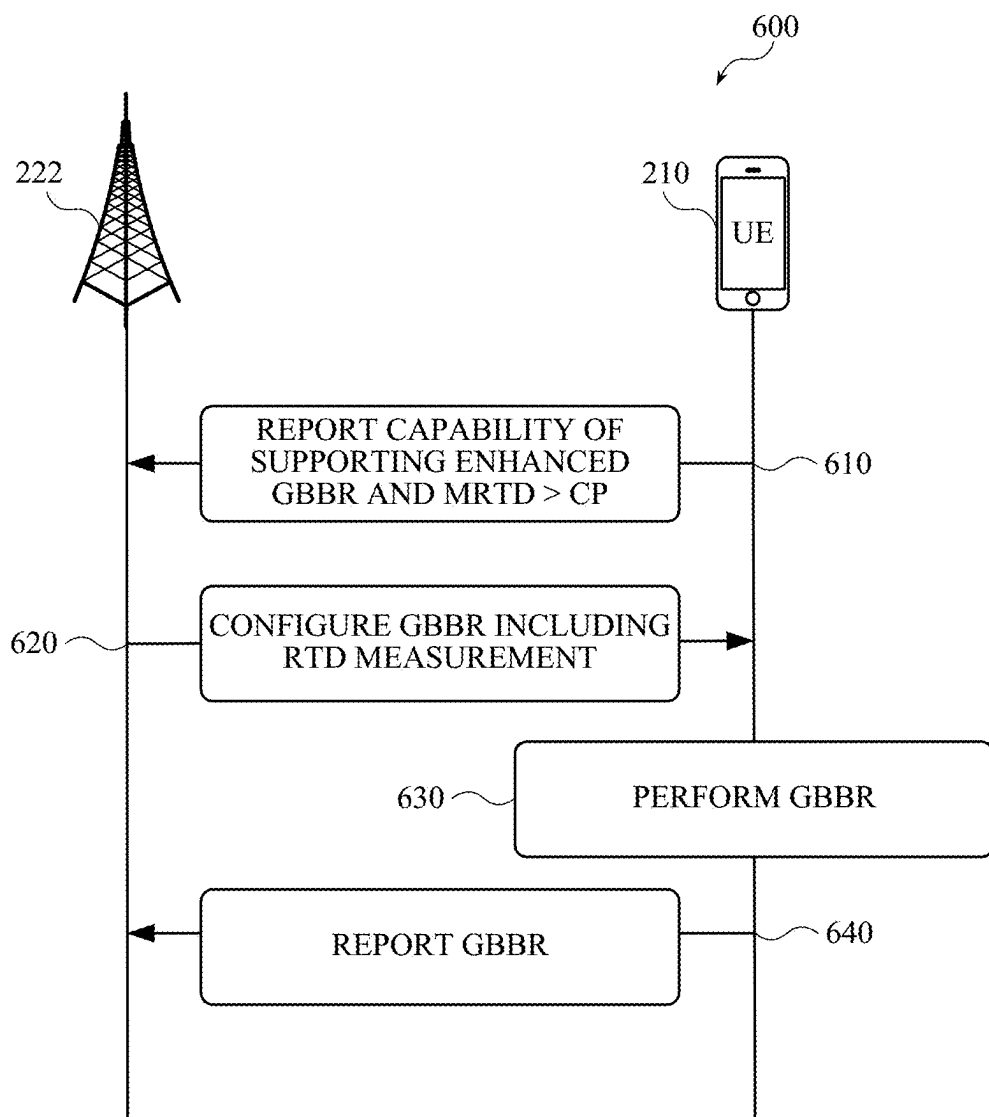 600
222
210
UE
REPORT CAPABILITY OF
SUPPORTING ENHANCED
GBBR AND MRTD > CP
610
CONFIGURE GBBR INCLUDING
RTD MEASUREMENT
620
630
PERFORM GBBR
REPORT GBBR
640